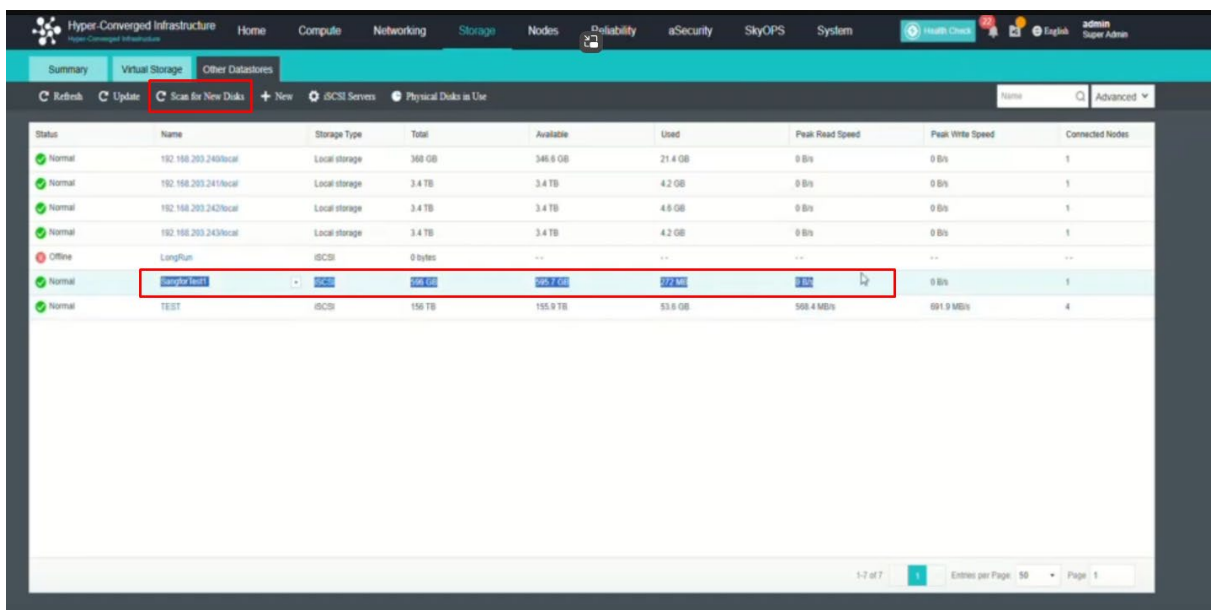 Hyper-Converged Infrastructure
Hyper-Converged Infrastructure
Home Compute Networking Storage Nodes Reliability aSecurity SkyOPS System Health Check 22 English admin
Super Admin
Summary Virtual Storage Other Datastores
Refresh Update Scan for New Disks New iSCSI Servers Physical Disks in Use Name Advanced
Status Name Storage Type Total Available Used Peak Read Speed Peak Write Speed Connected Nodes
Normal 192.168.203.240/local Local storage 368 GB 346.6 GB 21.4 GB 0 B/s 0 B/s 1
Normal 192.168.203.241/local Local storage 3.4 TB 3.4 TB 4.2 GB 0 B/s 0 B/s 1
Normal 192.168.203.242/local Local storage 3.4 TB 3.4 TB 4.6 GB 0 B/s 0 B/s 1
Normal 192.168.203.243/local Local storage 3.4 TB 3.4 TB 4.2 GB 0 B/s 0 B/s 1
Offline LongRun iSCSI 0 bytes - - - - - - - - - -
Normal SangforTest1 iSCSI 596 GB 595.7 GB 272 MB 0 B/s 0 B/s 1
Normal TEST iSCSI 156 TB 155.9 TB 53.6 GB 568.4 MB/s 691.9 MB/s 4
1-7 of 7 1 Entries per Page: 50 Page 1